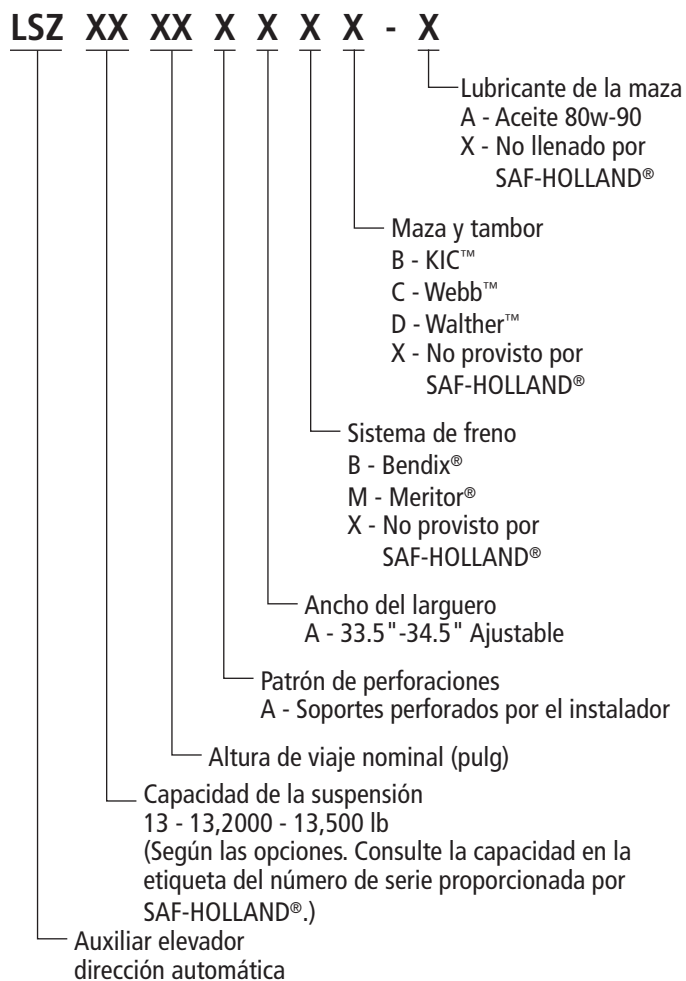 LSZ XX XX X X X X - X
Lubricante de la maza
A - Aceite 80w-90
X - No llenado por
SAF-HOLLAND®
Maza y tambor
B - KIC™
C - Webb™
D - Walther™
X - No provisto por
SAF-HOLLAND®
Sistema de freno
B - Bendix®
M - Meritor®
X - No provisto por
SAF-HOLLAND®
Ancho del larguero
A - 33.5"-34.5" Ajustable
Patrón de perforaciones
A - Soportes perforados por el instalador
Altura de viaje nominal (pulg)
Capacidad de la suspensión
13 - 13,2000 - 13,500 lb
(Según las opciones. Consulte la capacidad en la
etiqueta del número de serie proporcionada por
SAF-HOLLAND®.)
Auxiliar elevador
dirección automática